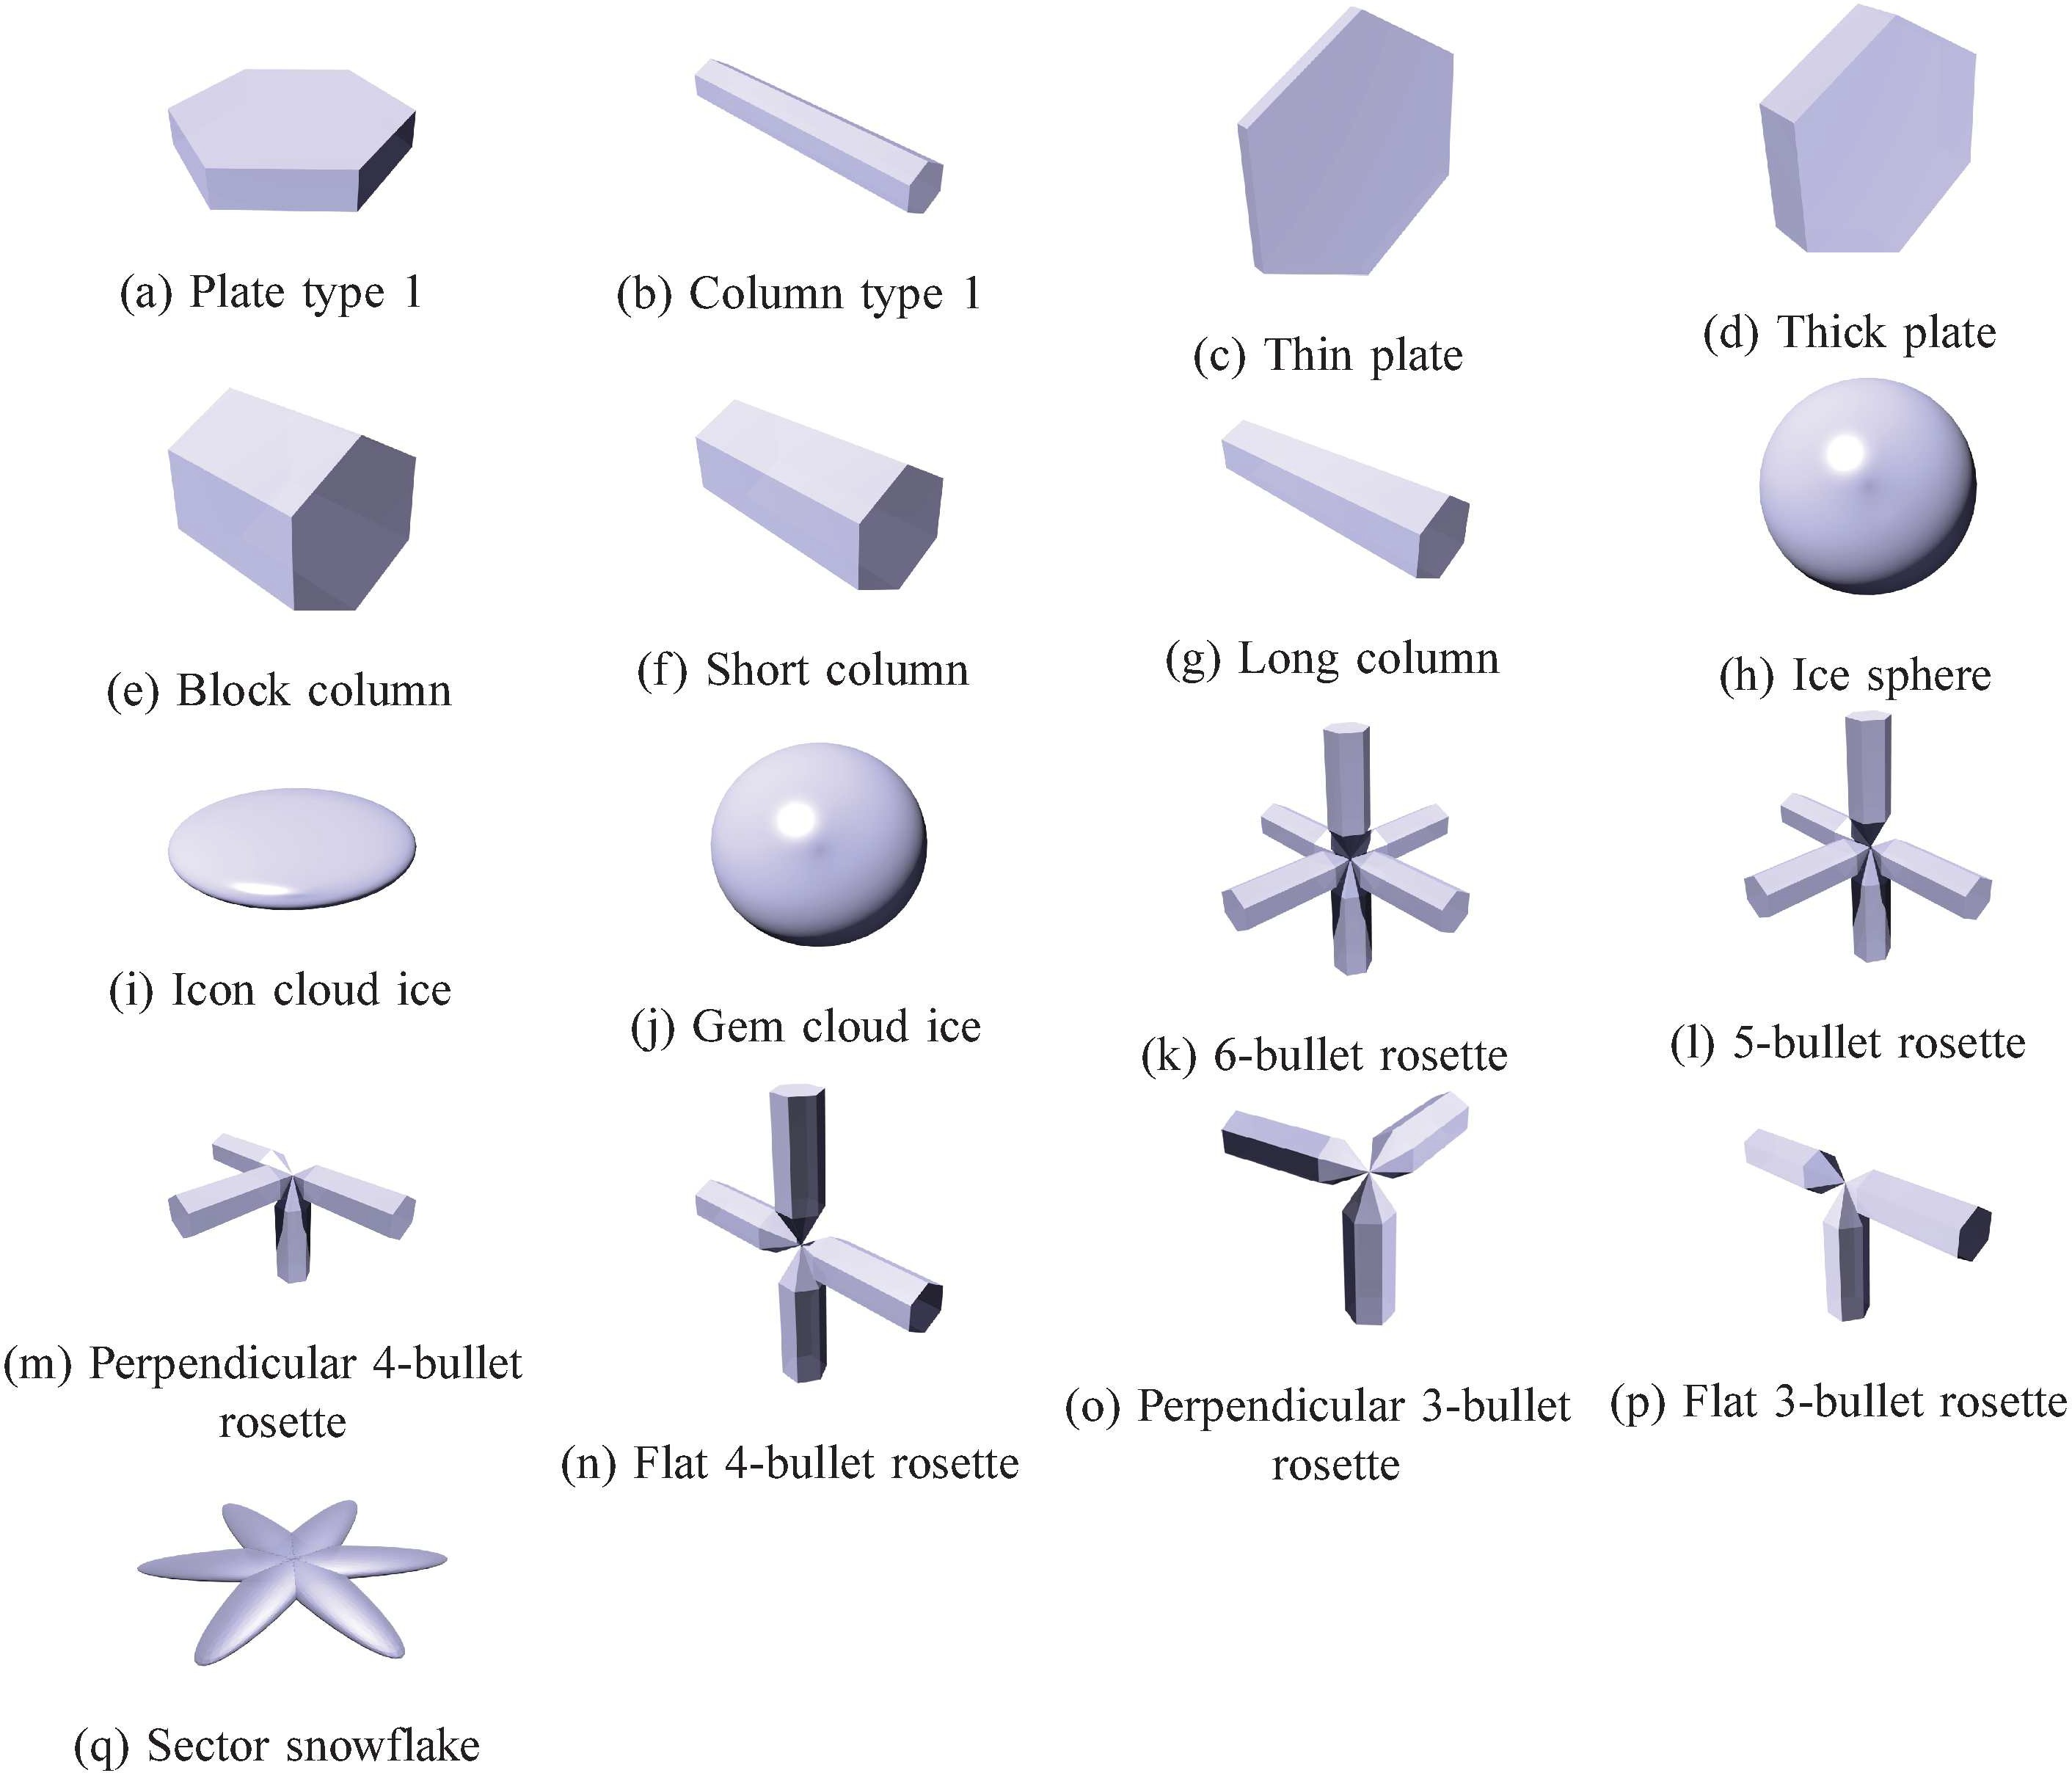 (a) Plate type 1
(b) Column type 1
(c) Thin plate
(d) Thick plate
(e) Block column
(f) Short column
(g) Long column
(h) Ice sphere
(i) Icon cloud ice
(j) Gem cloud ice
(k) 6-bullet rosette
(l) 5-bullet rosette
(m) Perpendicular 4-bullet
rosette
(n) Flat 4-bullet rosette
(o) Perpendicular 3-bullet
rosette
(p) Flat 3-bullet rosette
(q) Sector snowflake